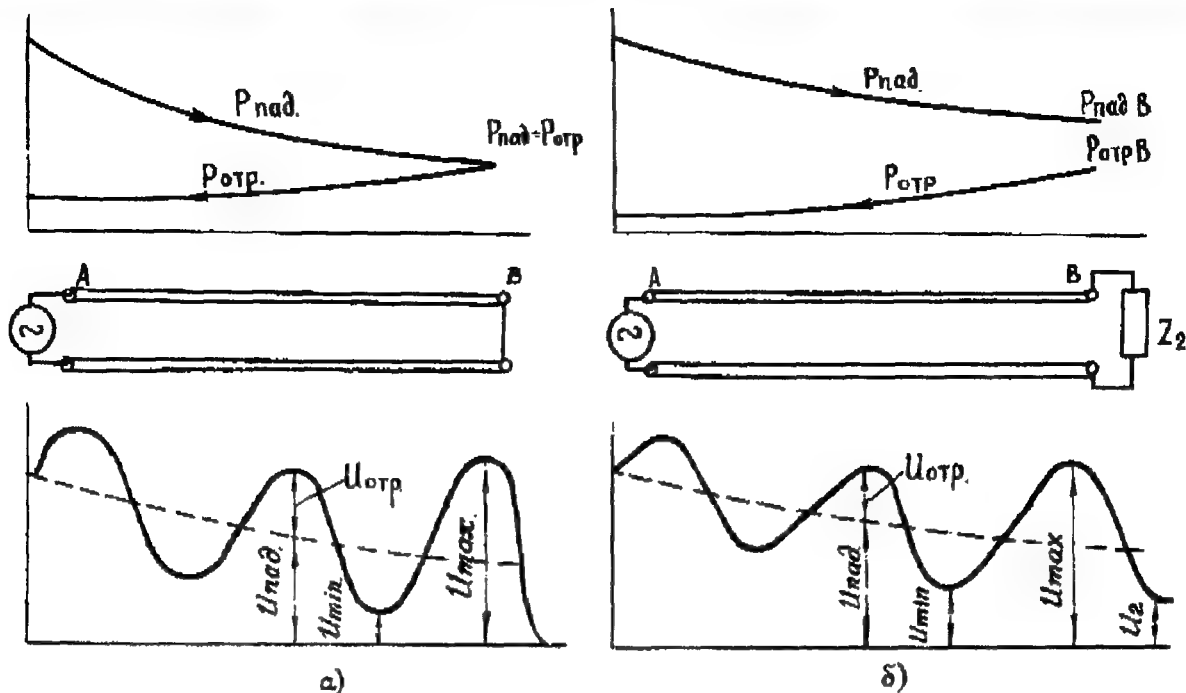 Pпад.
Pпад÷Pотр
Pотр.
A
B
Uотр
Uпад.
Umin
Umax.
а)
Pпад.
Pпад B
Pотр B
Pотр
A
B
Z2
Uотр.
Uпад
Umin
Umax
U2
б)